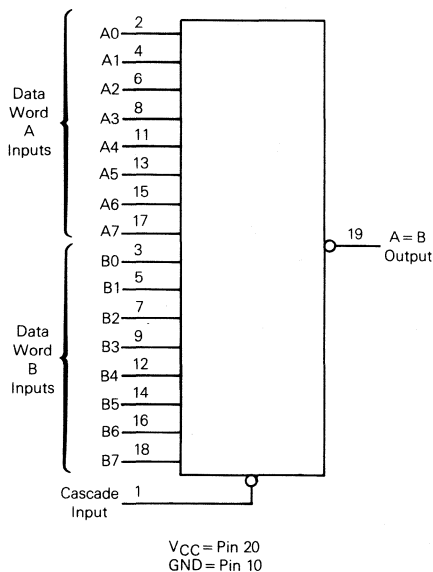 A0 2
A1 4
A2 6
A3 8
A4 11
A5 13
A6 15
A7 17
Data
Word
A
Inputs
B0 3
B1 5
B2 7
B3 9
B4 12
B5 14
B6 16
B7 18
Data
Word
B
Inputs
19 A=B
Output
Cascade 1
Input
VCC = Pin 20
GND = Pin 10